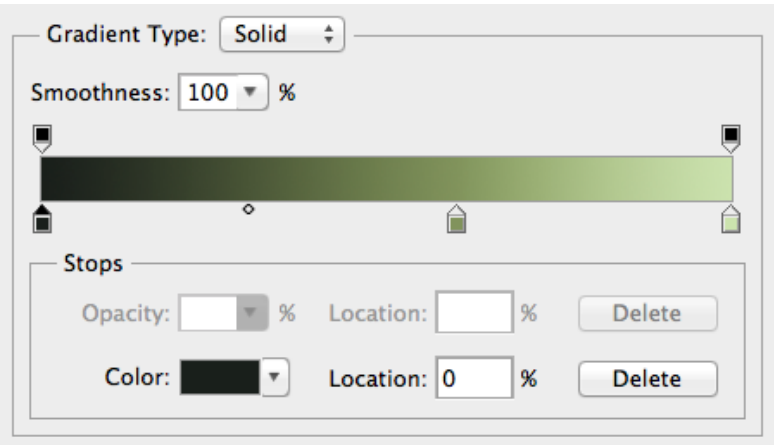 Gradient Type: Solid
Smoothness: 100 %
Stops
Opacity: % Location: % Delete
Color: Location: 0 % Delete